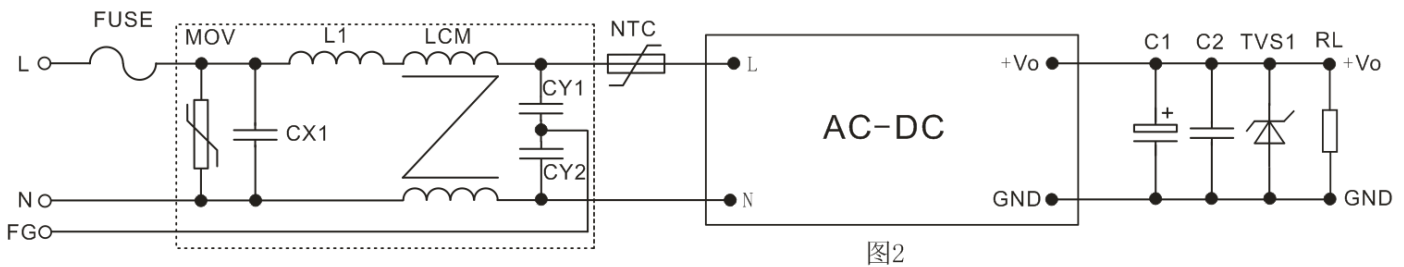 FUSE
MOV
L1
LCM
NTC
C1
C2
TVS1
RL
L
L
+Vo
+Vo
CY1
+
CX1
AC-DC
CY2
N
N
GND
GND
FG
图2